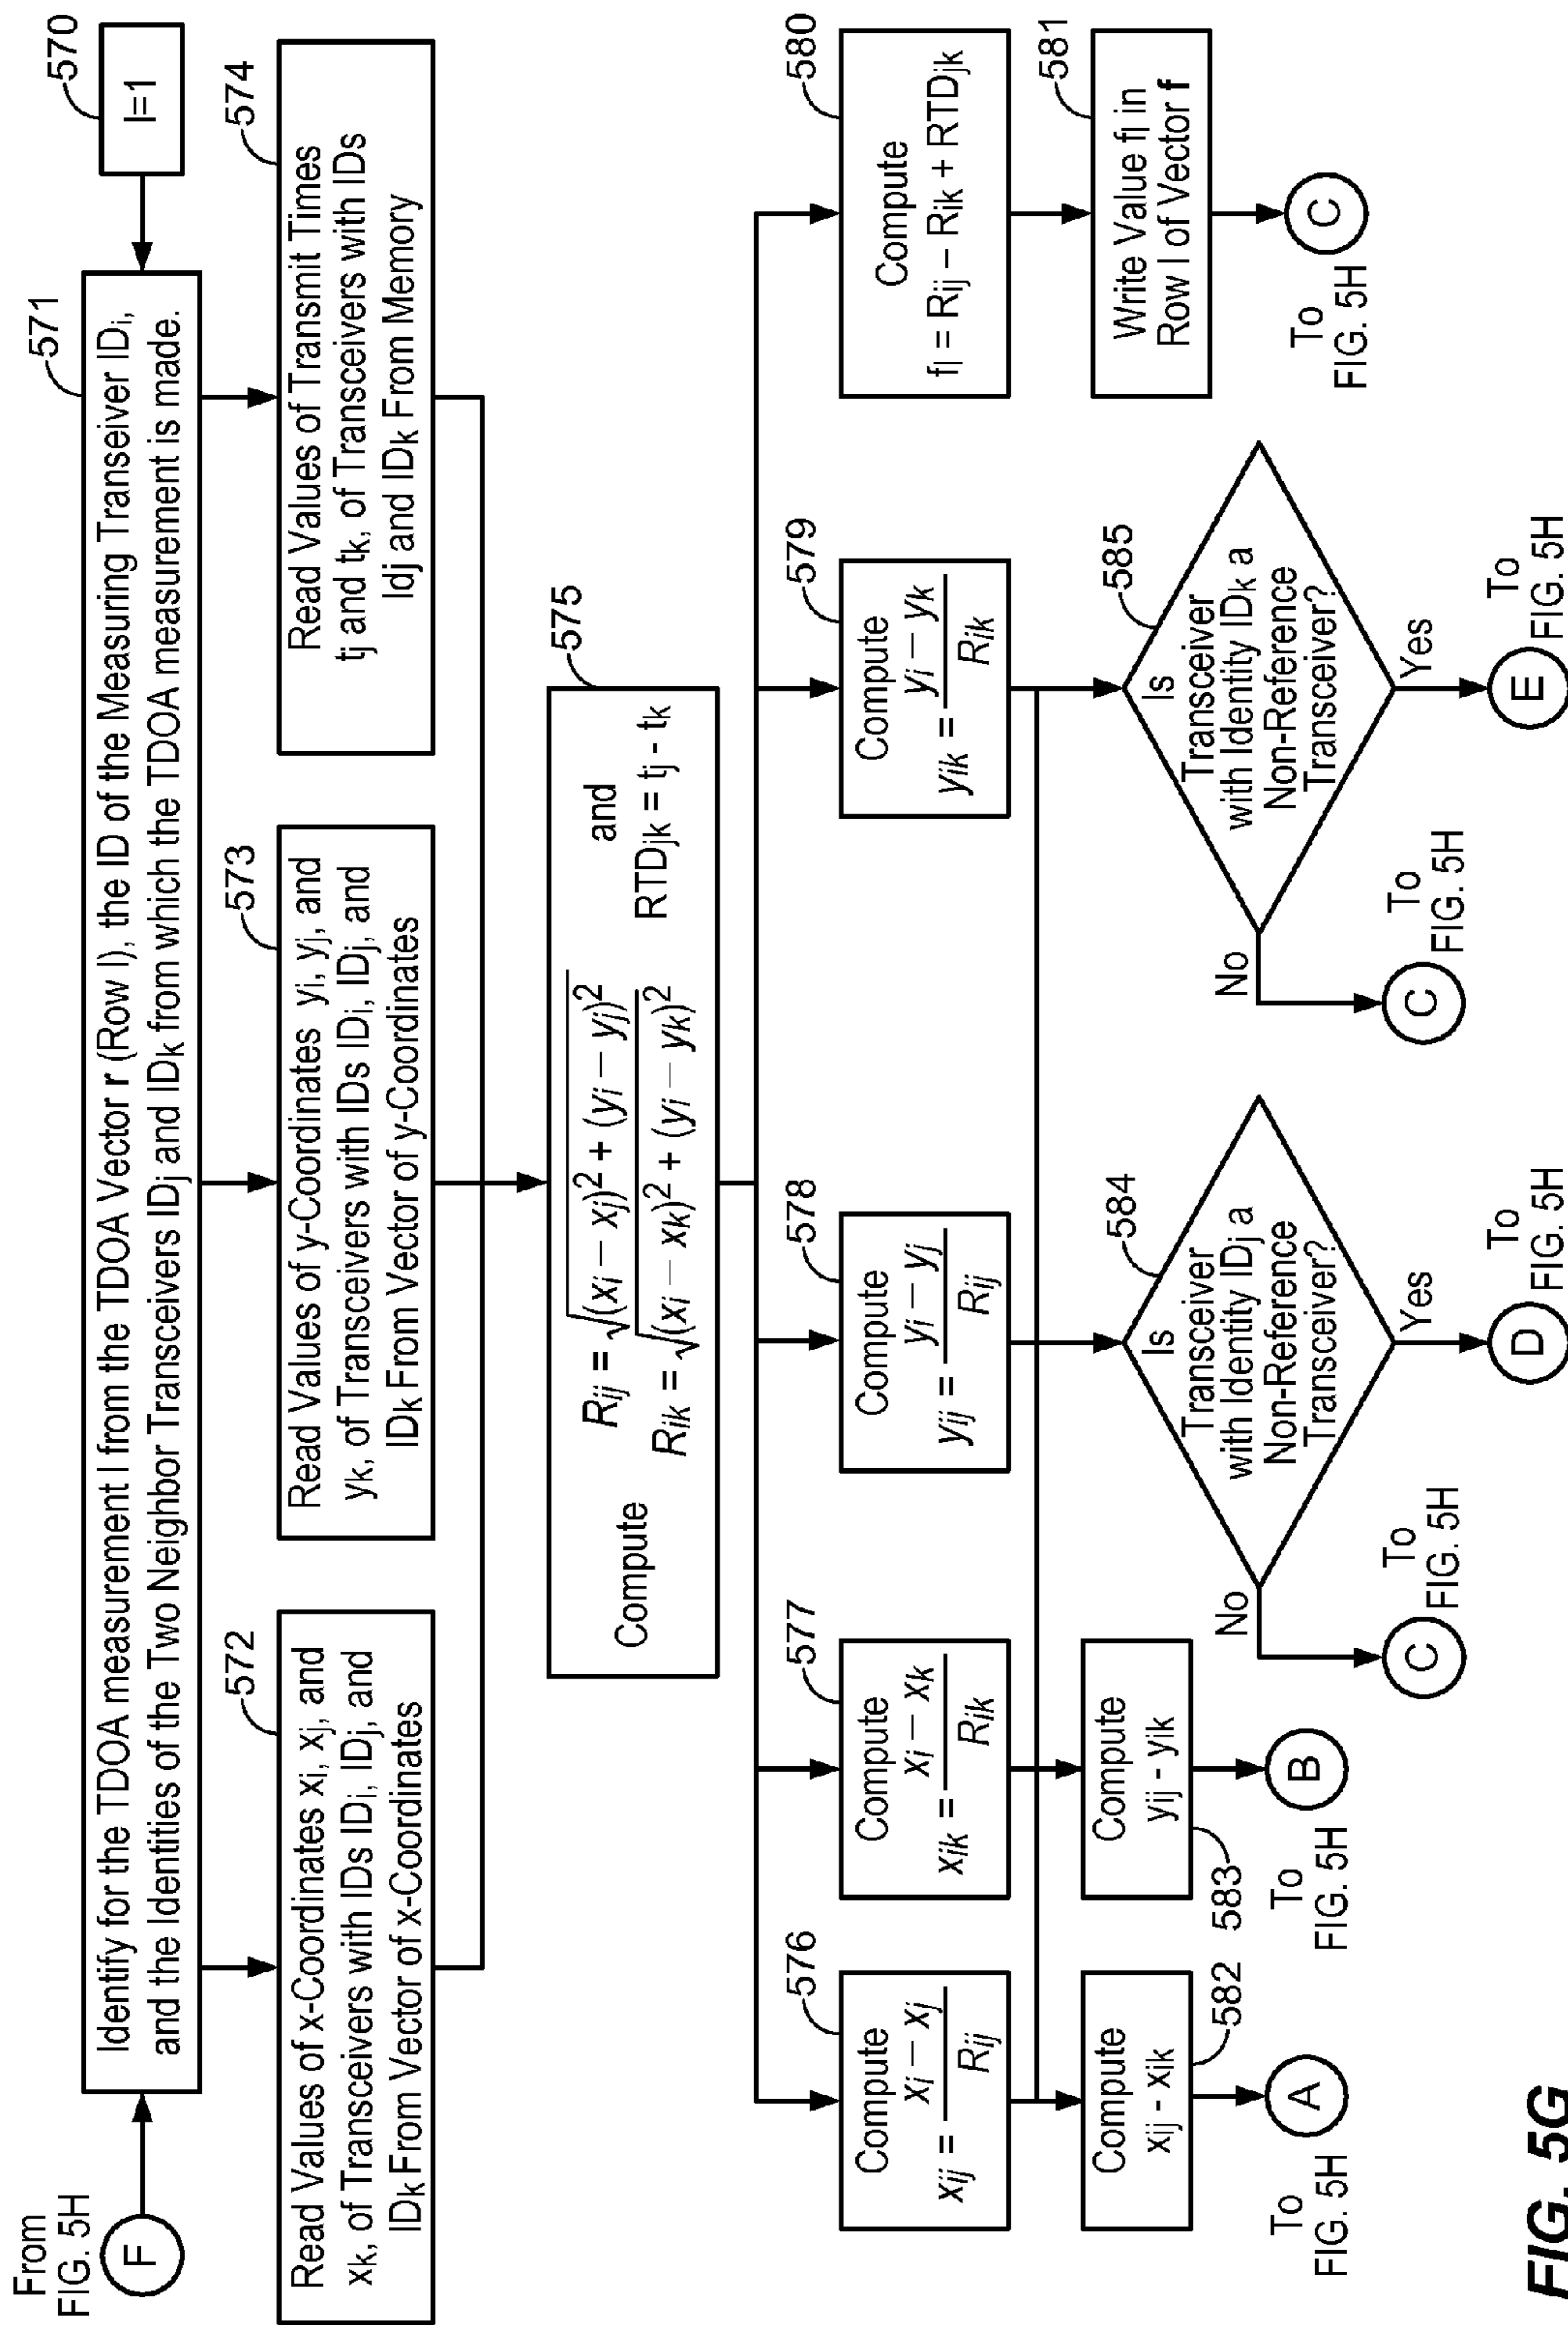 From
FIG. 5H
F
570
I=1
571
Identify for the TDOA measurement l from the TDOA Vector r (Row l), the ID of the Measuring Transeiver IDi,
and the Identities of the Two Neighbor Transceivers IDj and IDk from which the TDOA measurement is made.
572
Read Values of x-Coordinates xi, xj, and
xk, of Transceivers with IDs IDi, IDj, and
IDk From Vector of x-Coordinates
573
Read Values of y-Coordinates yi, yj, and
yk, of Transceivers with IDs IDi, IDj, and
IDk From Vector of y-Coordinates
574
Read Values of Transmit Times
tj and tk, of Transceivers with IDs
Idj and IDk From Memory
575
Compute
Rij = √(xi − xj)2 + (yi − yj)2
Rik = √(xi − xk)2 + (yi − yk)2
and
RTDjk = tj - tk
576
Compute
xij = xi − xj
Rij
577
Compute
xik = xi − xk
Rik
578
Compute
yij = yi − yj
Rij
579
Compute
yik = yi − yk
Rik
580
Compute
fl = Rij − Rik + RTDjk
582
Compute
xij - xik
583
Compute
yij - yik
584
Is
Transceiver
with Identity IDj a
Non-Reference
Transceiver?
No
Yes
585
Is
Transceiver
with Identity IDk a
Non-Reference
Transceiver?
No
Yes
581
Write Value fl in
Row l of Vector f
To
FIG. 5H
A
To
FIG. 5H
B
To
FIG. 5H
C
To
FIG. 5H
D
To
FIG. 5H
C
To
FIG. 5H
E
To
FIG. 5H
C
FIG. 5G